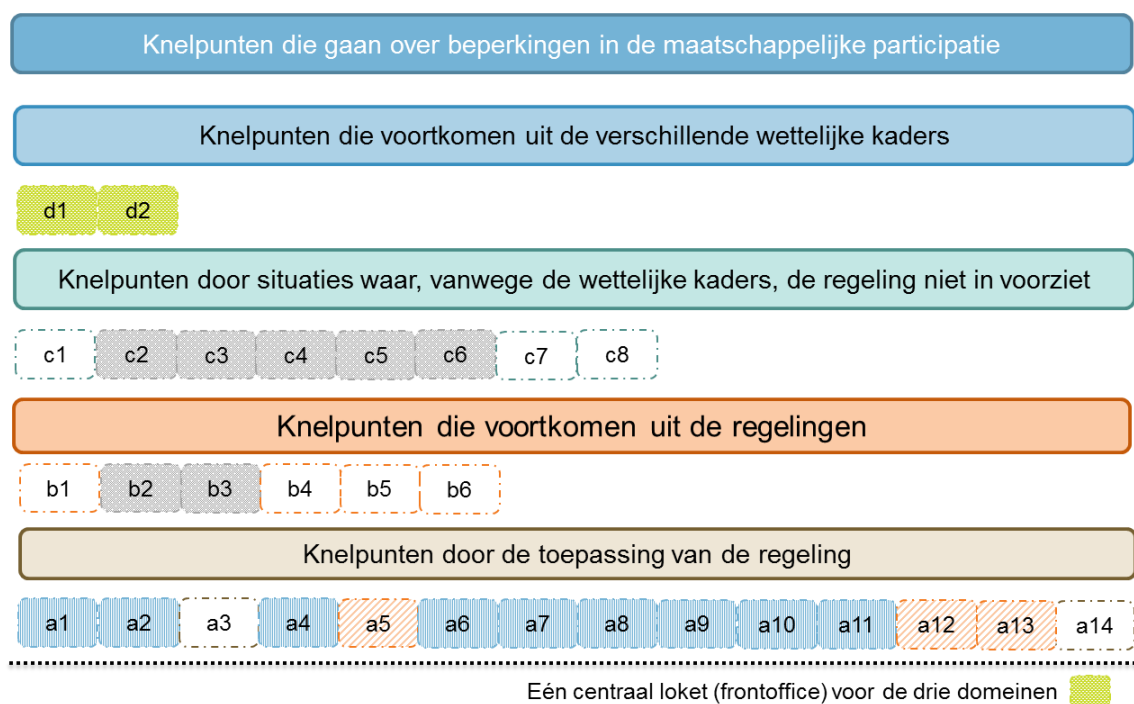 Knelpunten die gaan over beperkingen in de maatschappelijke participatie
Knelpunten die voortkomen uit de verschillende wettelijke kaders
d1 d2
Knelpunten door situaties waar, vanwege de wettelijke kaders, de regeling niet in voorziet
c1 c2 c3 c4 c5 c6 c7 c8
Knelpunten die voortkomen uit de regelingen
b1 b2 b3 b4 b5 b6
Knelpunten door de toepassing van de regeling
a1 a2 a3 a4 a5 a6 a7 a8 a9 a10 a11 a12 a13 a14
Eén centraal loket (frontoffice) voor de drie domeinen